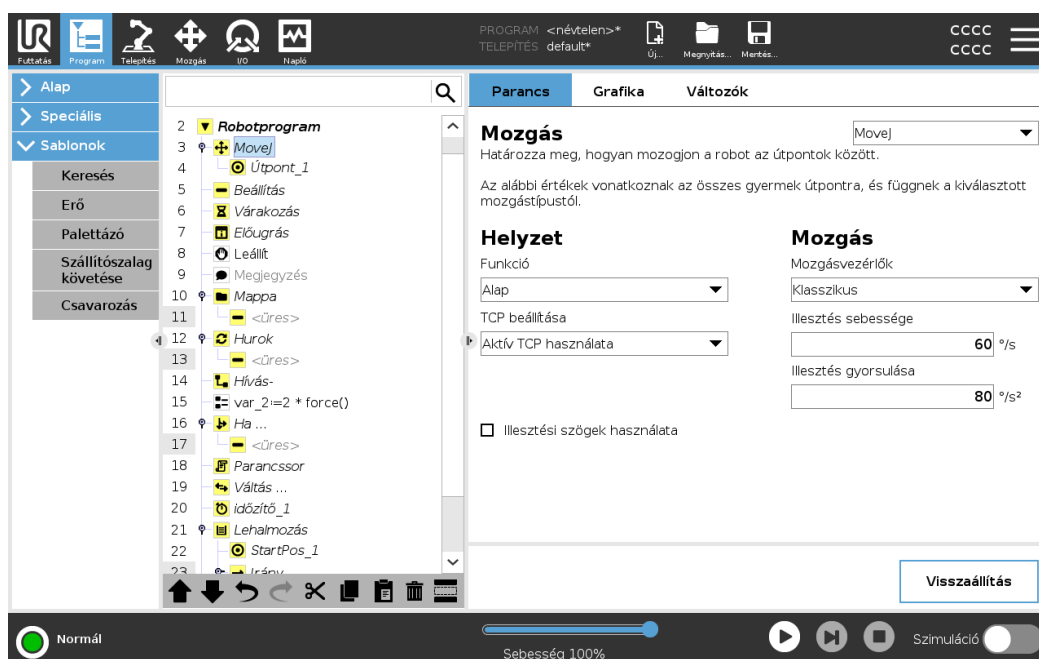 PROGRAM <névtelen>*
TELEPÍTÉS default*
Futtatás
Program
Telepítés
Mozgás
I/O
Napló
Új...
Megnyitás...
Mentés...
CCCC
CCCC
Alap
Speciális
Sablonok
Keresés
Erő
Palettázó
Szállítószalag
követése
Csavarozás
2 Robotprogram
3 MoveJ
4 Útpont_1
5 Beállítás
6 Várakozás
7 Előugrás
8 Leállít
9 Megjegyzés
10 Mappa
11 <üres>
12 Hurok
13 <üres>
14 Hívás-
15 var_2≔2 * force()
16 Ha ...
17 <üres>
18 Parancssor
19 Váltás ...
20 időzítő_1
21 Lehalmozás
22 StartPos_1
23 Irány
Parancs Grafika Változók
Mozgás
MoveJ
Határozza meg, hogyan mozogjon a robot az útpontok között.
Az alábbi értékek vonatkoznak az összes gyermek útpontra, és függnek a kiválasztott
mozgástípustól.
Helyzet
Funkció
Alap
TCP beállítása
Aktív TCP használata
Illesztési szögek használata
Mozgás
Mozgásvezérlők
Klasszikus
Illesztés sebessége
60 °/s
Illesztés gyorsulása
80 °/s²
Visszaállítás
Normál
Sebesség 100%
Szimuláció